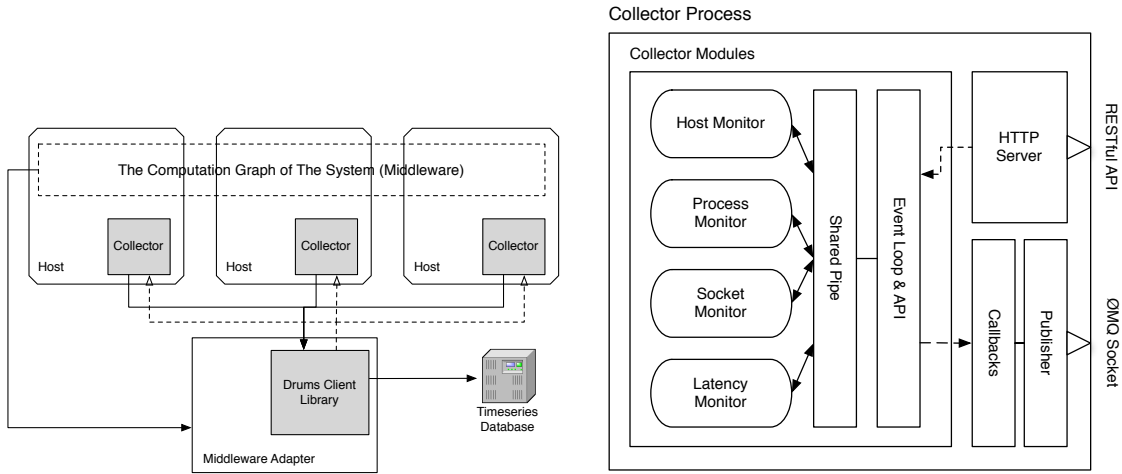 The Computation Graph of The System (Middleware)
Collector
Collector
Collector
Host
Host
Host
Drums Client
Library
Timeseries
Database
Middleware Adapter
Collector Process
Collector Modules
Host Monitor
Process
Monitor
Socket
Monitor
Latency
Monitor
Shared Pipe
Event Loop & API
HTTP
Server
RESTful API
Callbacks
Publisher
ØMQ Socket